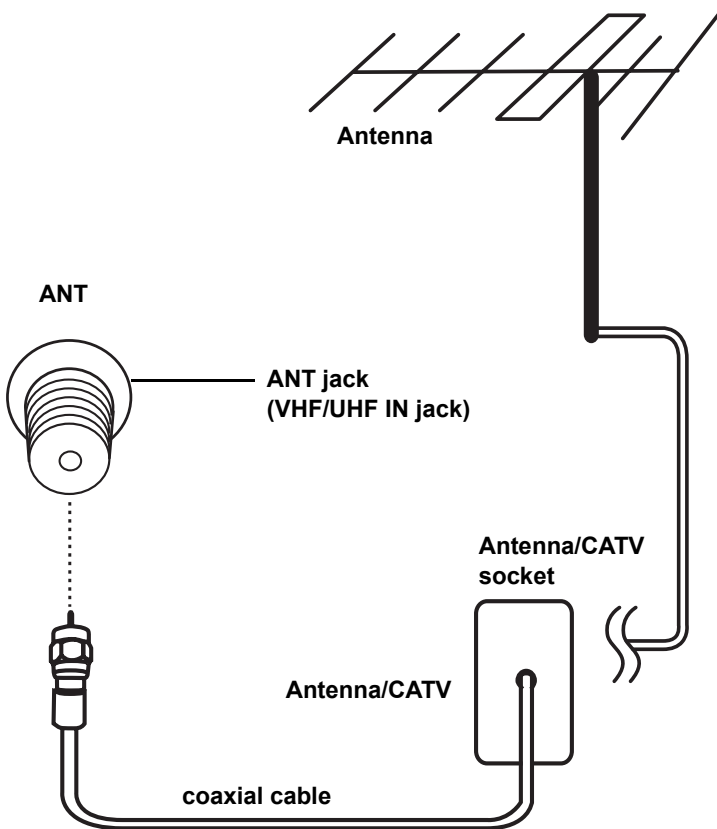 Antenna
ANT
ANT jack
(VHF/UHF IN jack)
Antenna/CATV
socket
Antenna/CATV
coaxial cable